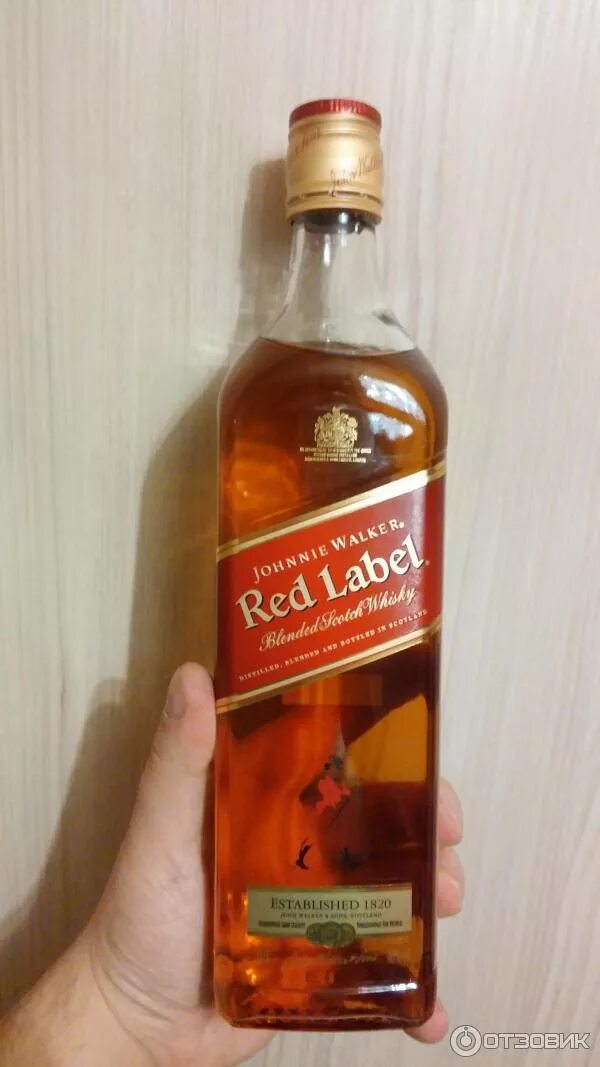 JOHNNIE WALKER®
Red Label®
Blended Scotch Whisky
DISTILLED, BLENDED AND BOTTLED IN SCOTLAND
ESTABLISHED 1820
JOHN WALKER & SONS, SCOTLAND
ОТЗОВИК